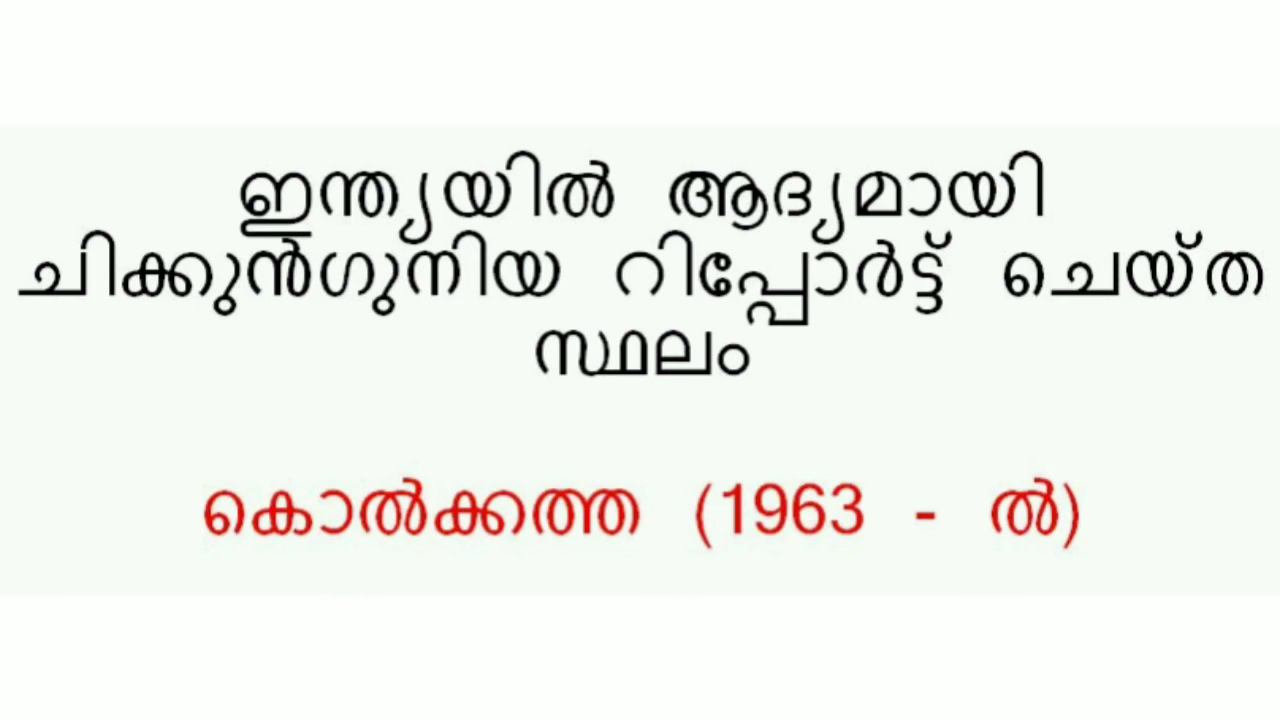 ഇന്ത്യയിൽ ആദ്യമായി
ചിക്കുൻഗുനിയ റിപ്പോർട്ട് ചെയ്ത
സ്ഥലം
കൊൽക്കത്ത (1963 - ൽ)